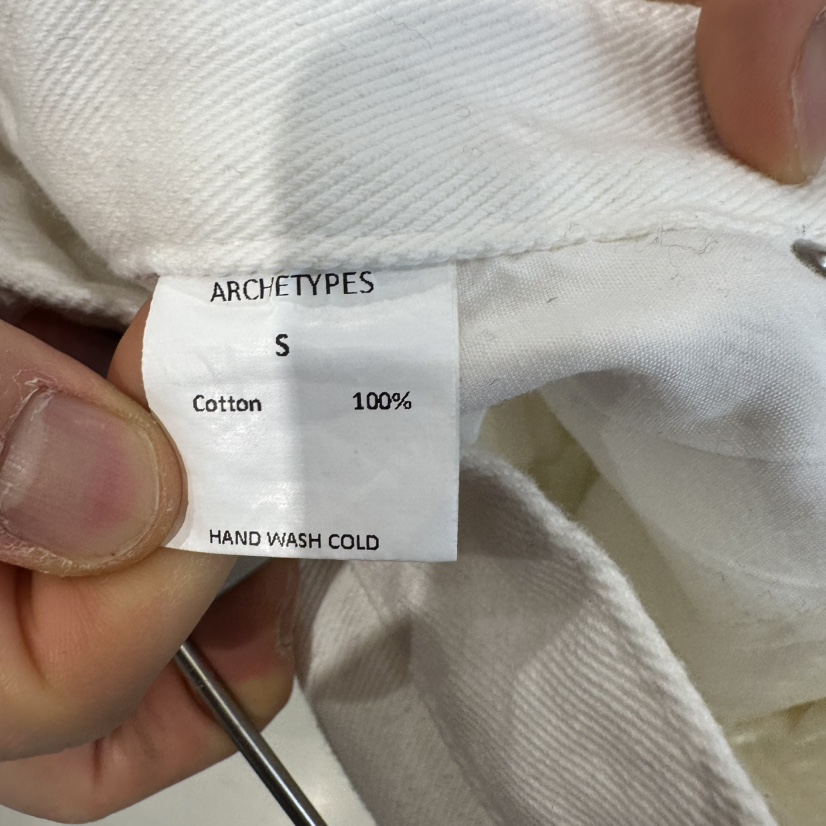 ARCHETYPES
S
Cotton 100%
HAND WASH COLD